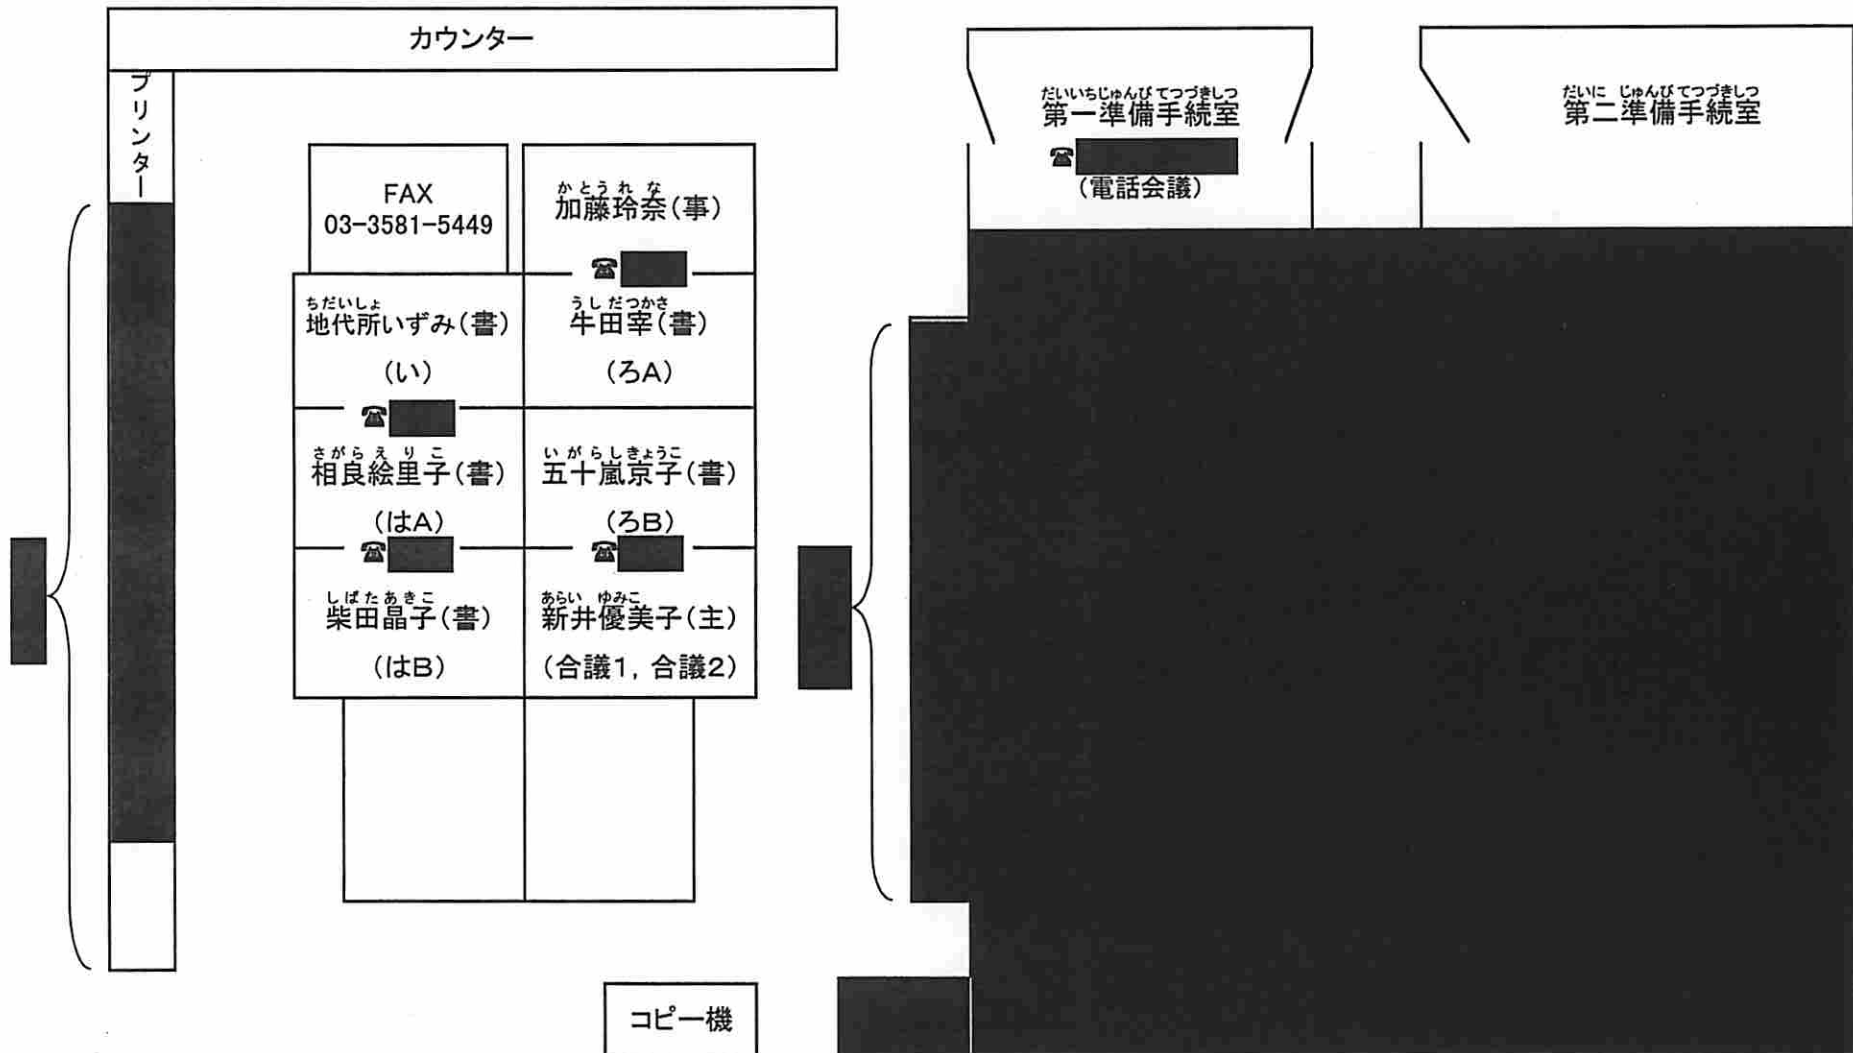 カウンター
プリンター
だいいちじゅんびてつづきしつ
第一準備手続室
☎
(電話会議)
だいに じゅんびてつづきしつ
第二準備手続室
FAX
03-3581-5449
かとうれな
加藤玲奈(事)
☎
ちだいしょ
地代所いずみ(書)
(い)
うしだつかさ
牛田宰(書)
(ろA)
☎
さがらえりこ
相良絵里子(書)
(はA)
いがらしきょうこ
五十嵐京子(書)
(ろB)
☎
☎
しばたあきこ
柴田晶子(書)
(はB)
あらい ゆみこ
新井優美子(主)
(合議1, 合議2)
コピー機